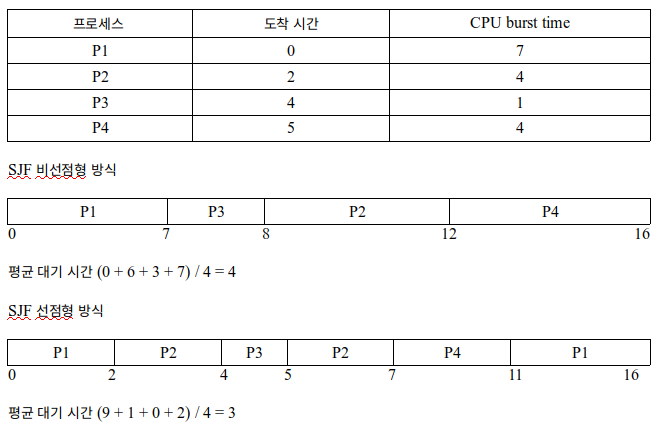 프로세스 도착 시간 CPU burst time
P1 0 7
P2 2 4
P3 4 1
P4 5 4
SJF 비선점형 방식
P1 P3 P2 P4
0 7 8 12 16
평균 대기 시간 (0 + 6 + 3 + 7) / 4 = 4
SJF 선점형 방식
P1 P2 P3 P2 P4 P1
0 2 4 5 7 11 16
평균 대기 시간 (9 + 1 + 0 + 2) / 4 = 3